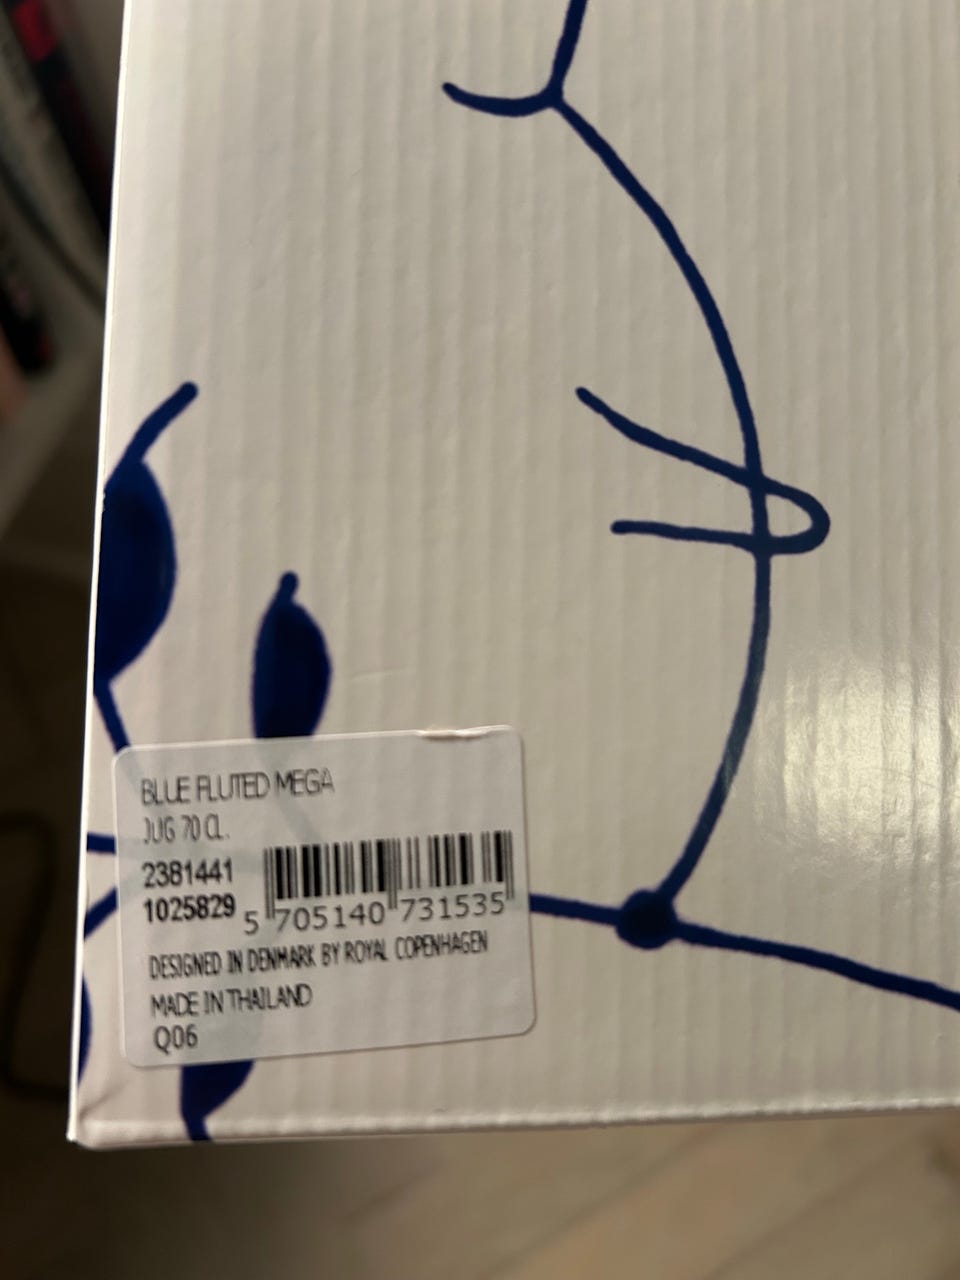 BLUE FLUTED MEGA
JUG 70 CL.
2381441
1025829
5 705140 731535
DESIGNED IN DENMARK BY ROYAL COPENHAGEN
MADE IN THAILAND
Q06